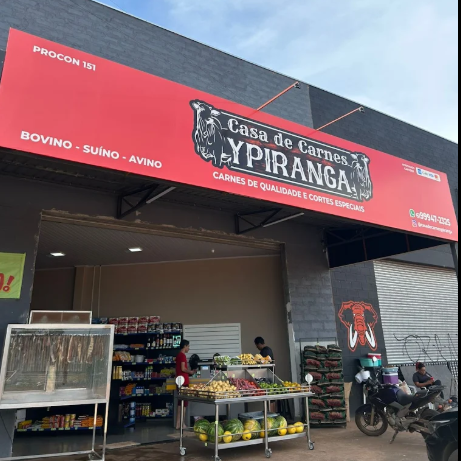 PROCON 151
Casa de Carnes
YPIRANGA
BOVINO - SUÍNO - AVINO
CARNES DE QUALIDADE E CORTES ESPECIAIS